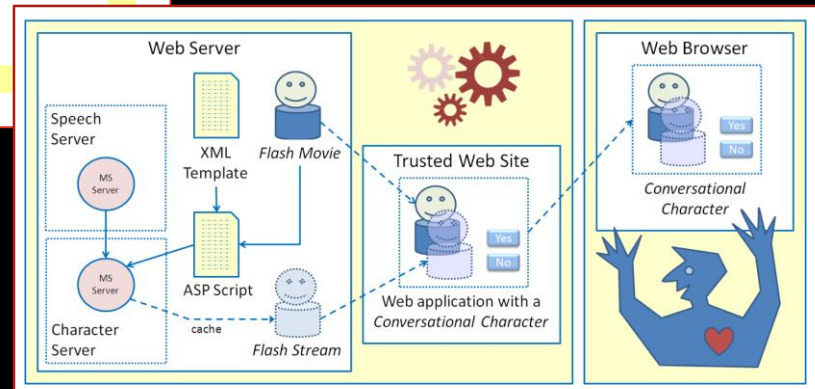 Web Server
Speech
Server
MS
Server
XML
Template
Flash Movie
MS
Server
ASP Script
Character
Server
cache
Flash Stream
Trusted Web Site
Yes
No
Web application with a
Conversational Character
Web Browser
Yes
No
Conversational
Character